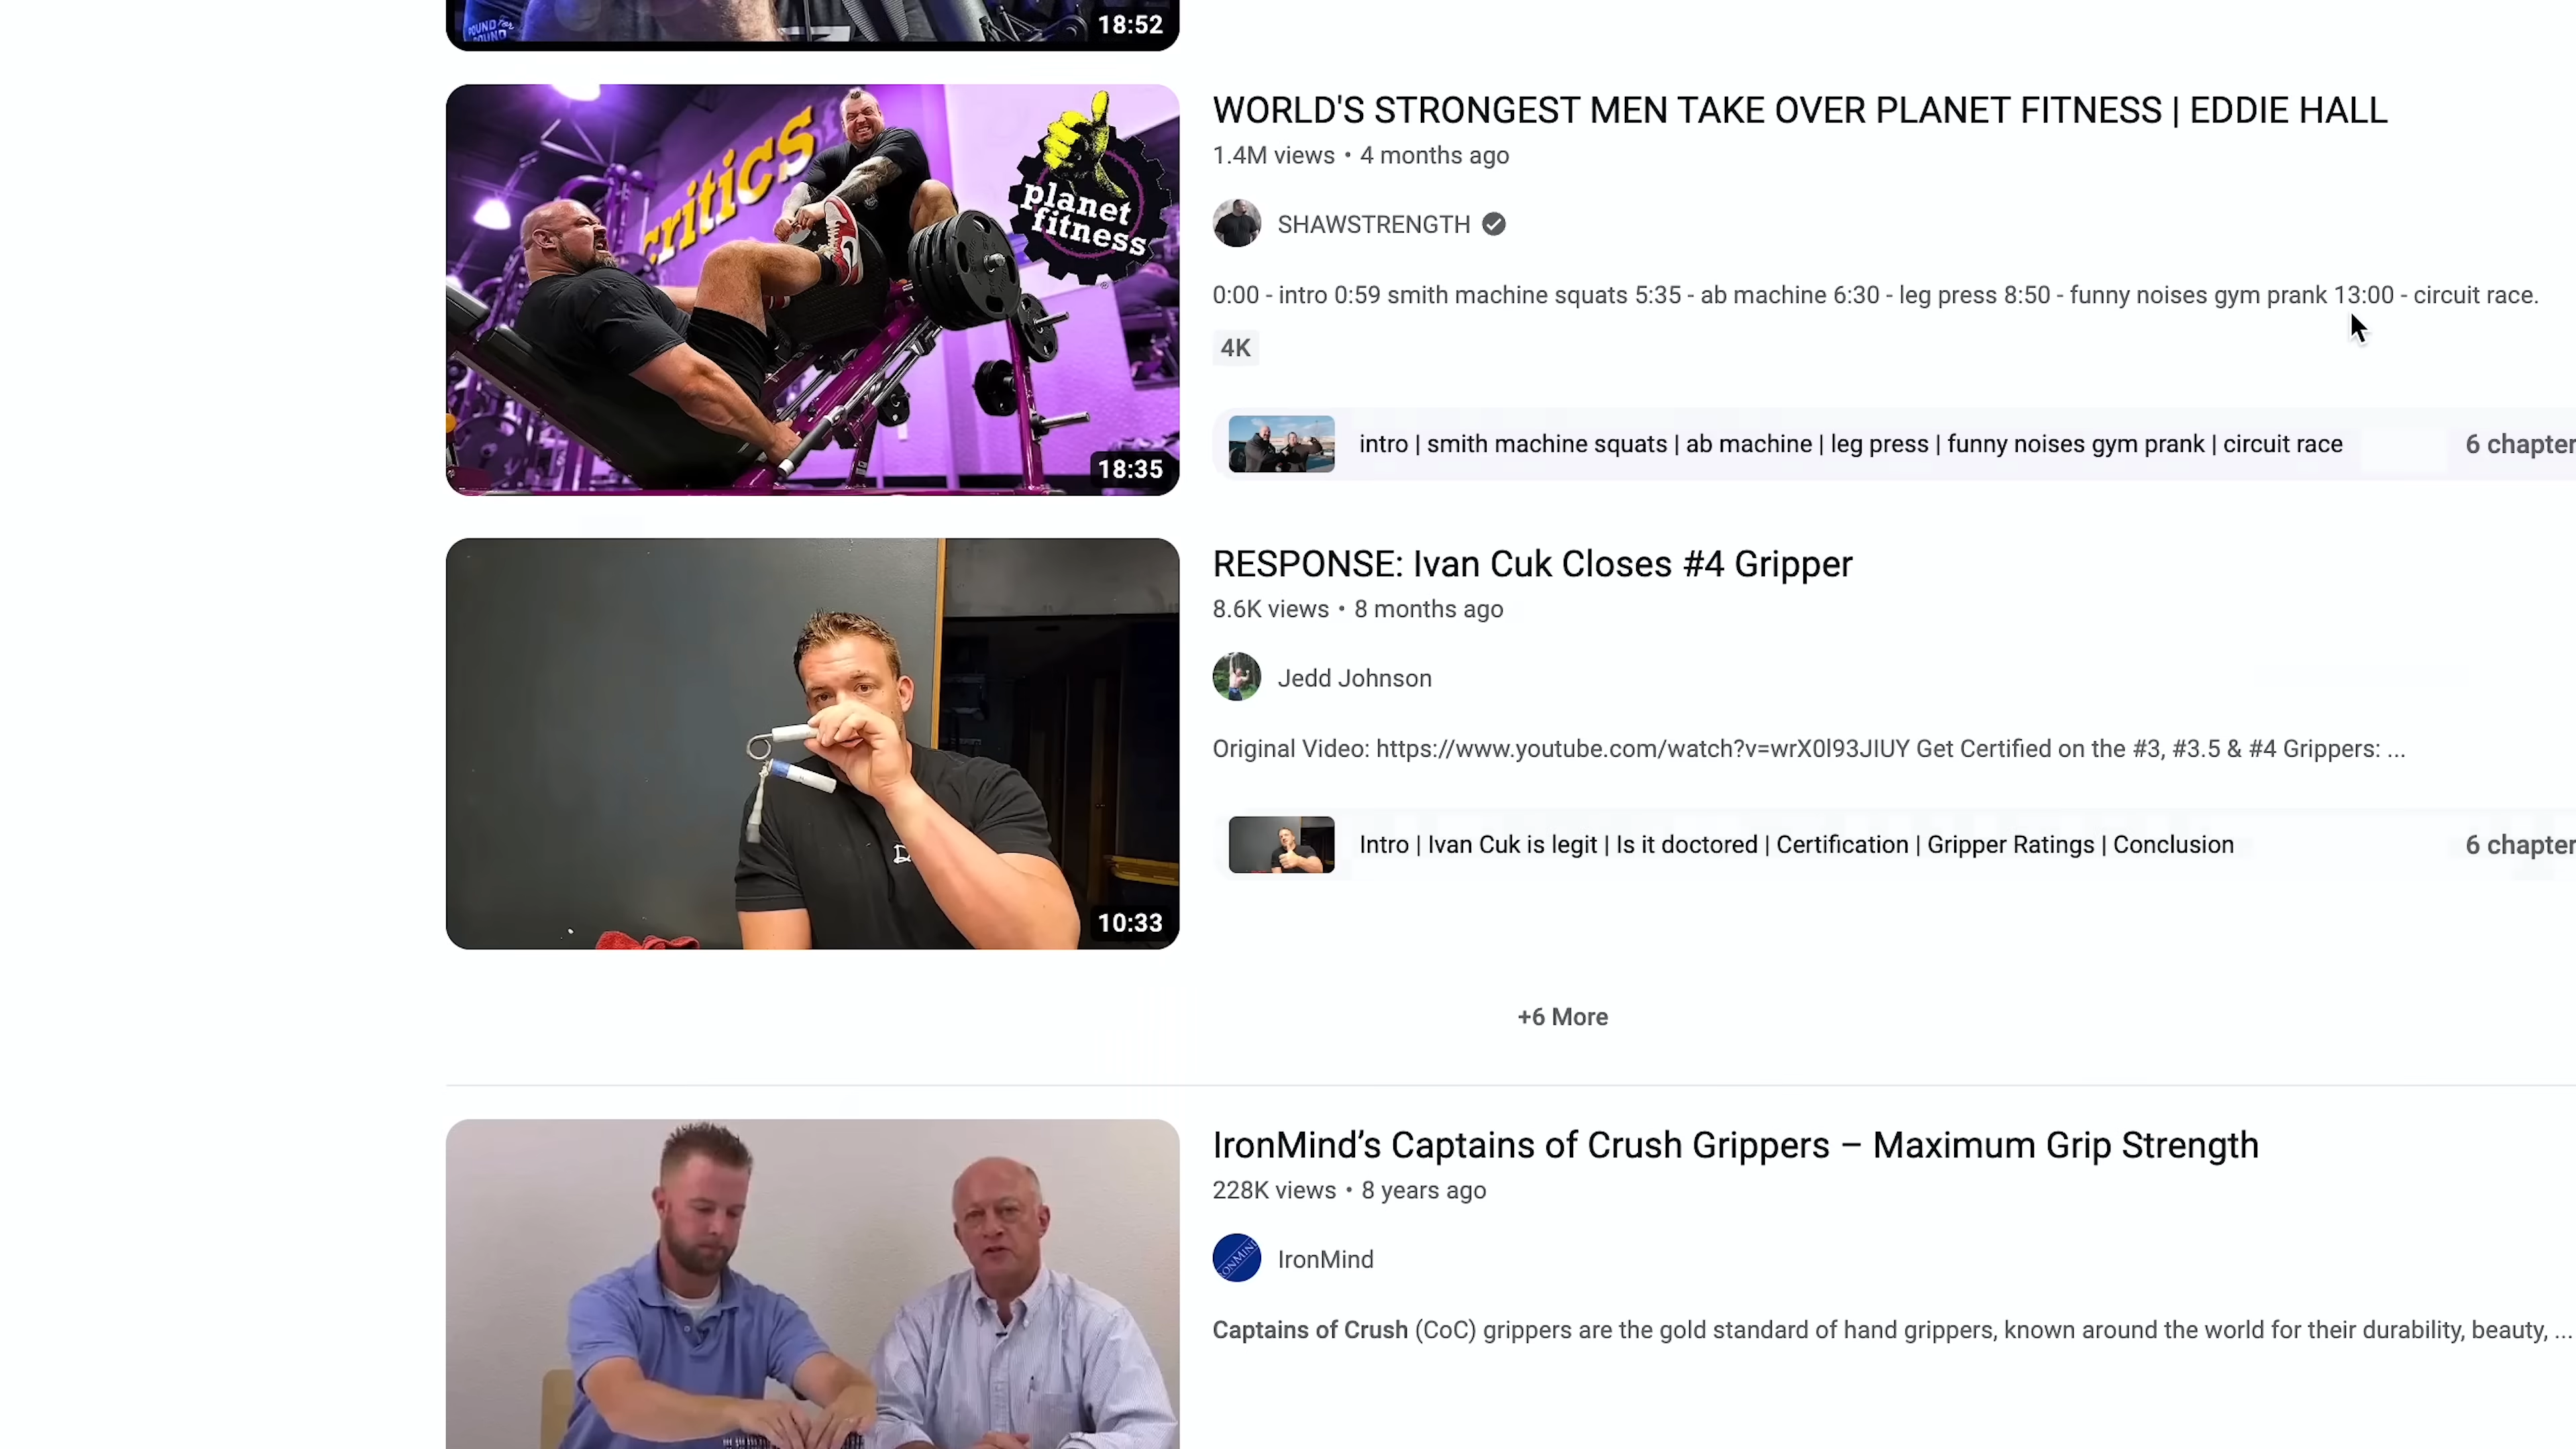 POUND FOR
POUND
18:52
critics
planet
fitness
18:35
WORLD'S STRONGEST MEN TAKE OVER PLANET FITNESS | EDDIE HALL
1.4M views • 4 months ago
SHAWSTRENGTH
0:00 - intro 0:59 smith machine squats 5:35 - ab machine 6:30 - leg press 8:50 - funny noises gym prank 13:00 - circuit race.
4K
intro | smith machine squats | ab machine | leg press | funny noises gym prank | circuit race
6 chapter
10:33
RESPONSE: Ivan Cuk Closes #4 Gripper
8.6K views • 8 months ago
Jedd Johnson
Original Video: https://www.youtube.com/watch?v=wrX0l93JIUY Get Certified on the #3, #3.5 & #4 Grippers: ...
Intro | Ivan Cuk is legit | Is it doctored | Certification | Gripper Ratings | Conclusion
6 chapter
+6 More
IronMind’s Captains of Crush Grippers – Maximum Grip Strength
228K views • 8 years ago
IronMind
Captains of Crush (CoC) grippers are the gold standard of hand grippers, known around the world for their durability, beauty, ...